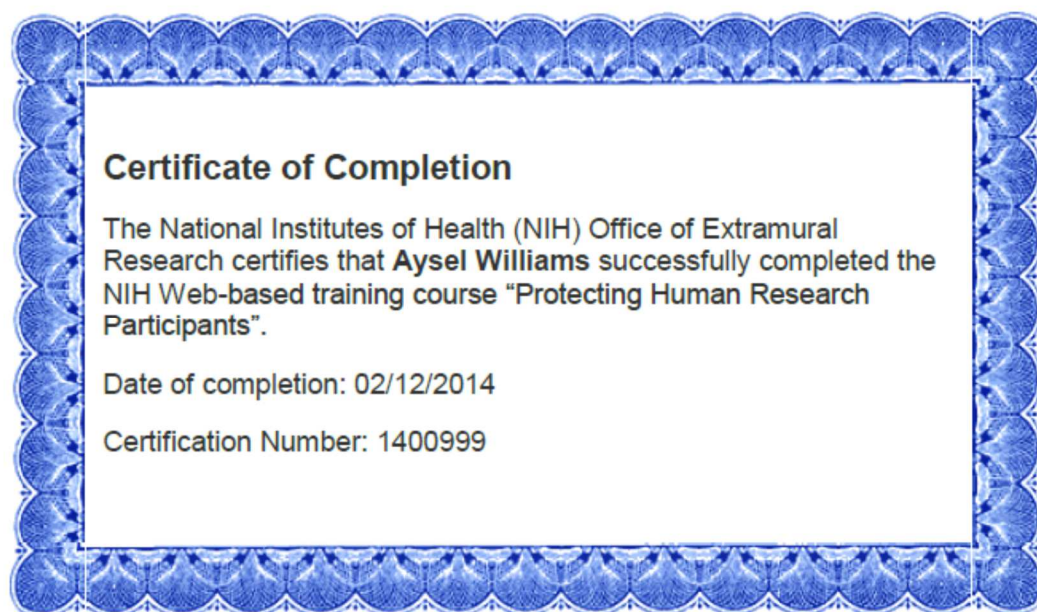 Certificate of Completion
The National Institutes of Health (NIH) Office of Extramural
Research certifies that Aysel Williams successfully completed the
NIH Web-based training course “Protecting Human Research
Participants”.
Date of completion: 02/12/2014
Certification Number: 1400999